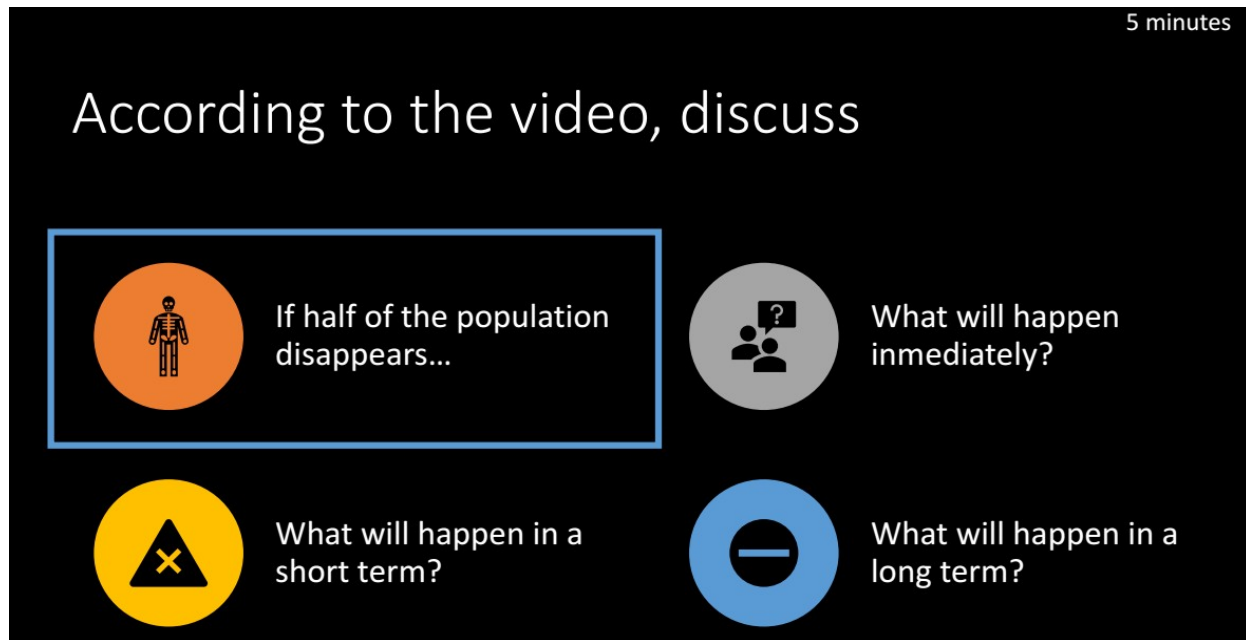 5 minutes
According to the video, discuss
If half of the population
disappears...
What will happen
inmediately?
What will happen in a
short term?
What will happen in a
long term?